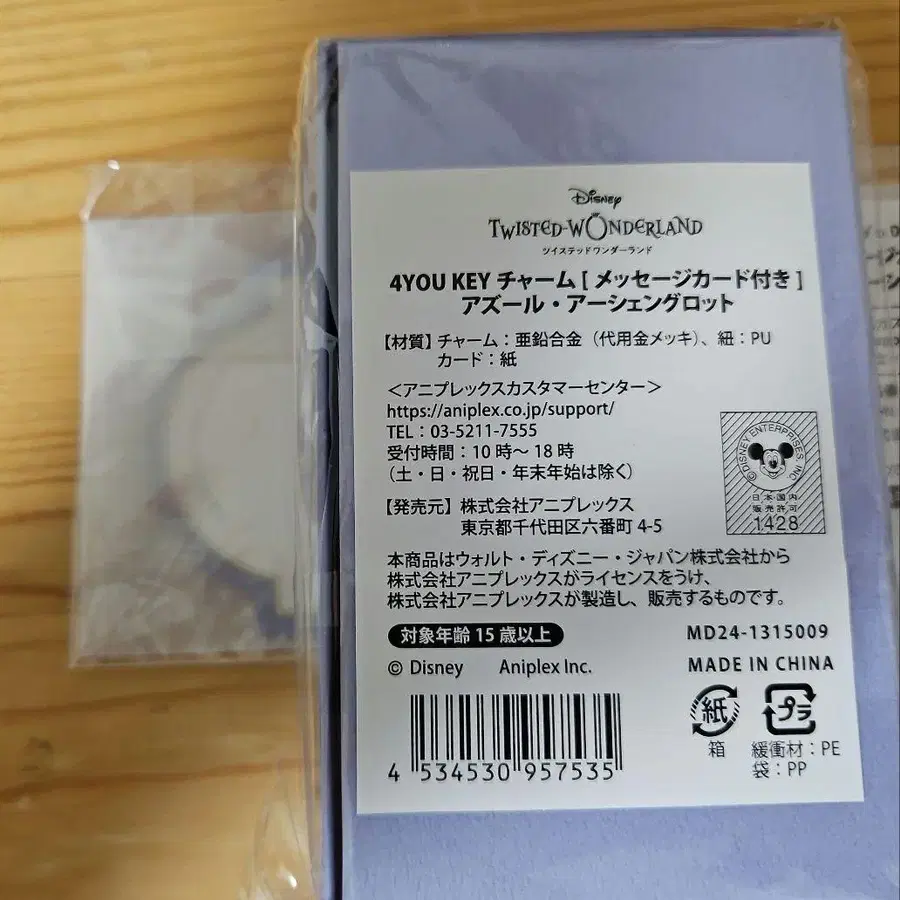 Disney
TWISTED-WONDERLAND
ツイステッドワンダーランド
4YOU KEY チャーム [ メッセージカード付き ]
アズール・アーシェングロット
【材質】チャーム：亜鉛合金（代用金メッキ）、紐：PU
カード：紙
＜アニプレックスカスタマーセンター＞
https://aniplex.co.jp/support/
TEL：03-5211-7555
受付時間：10 時～ 18 時
（土・日・祝日・年末年始は除く）
©DISNEY ENTERPRISES INC
日本国内
販売許可
1428
【発売元】株式会社アニプレックス
東京都千代田区六番町 4-5
本商品はウォルト・ディズニー・ジャパン株式会社から
株式会社アニプレックスがライセンスをうけ、
株式会社アニプレックスが製造し、販売するものです。
対象年齢 15 歳以上
MD24-1315009
© Disney Aniplex Inc.
MADE IN CHINA
紙
プラ
箱
緩衝材：PE
袋：PP
4 534530 957535